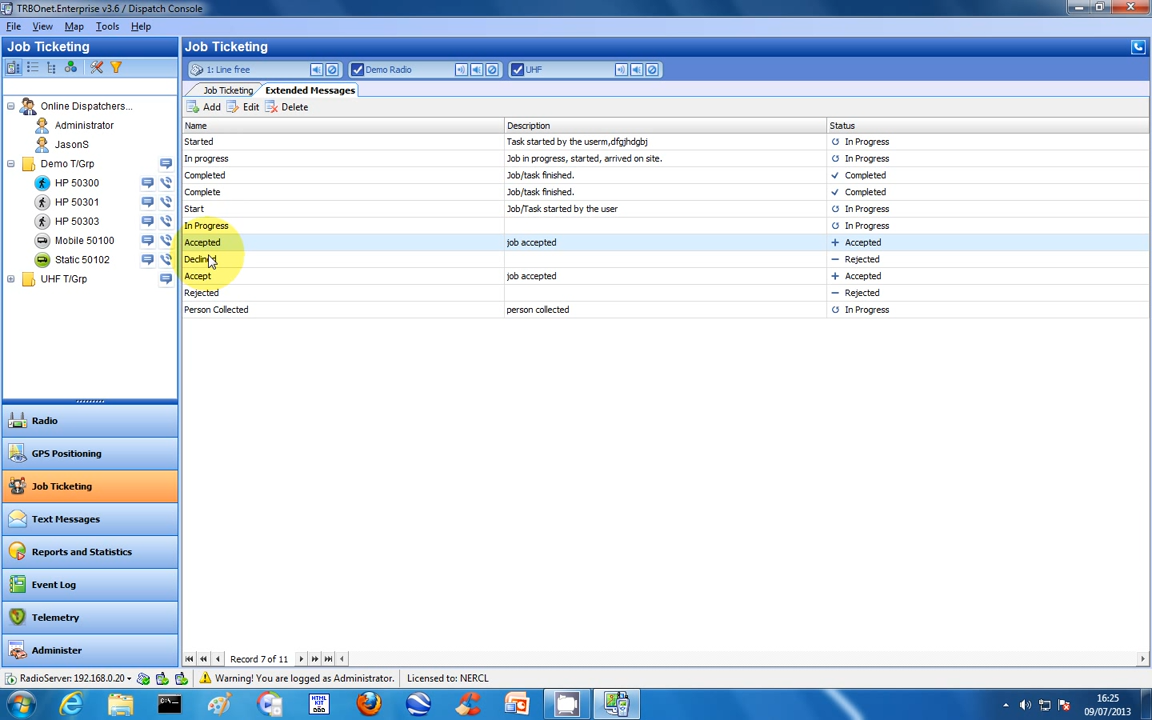 TRBOnet.Enterprise v3.6 / Dispatch Console
File View Map Tools Help
Job Ticketing
Job Ticketing
1: Line free
Demo Radio
UHF
Job Ticketing
Extended Messages
Add
Edit
Delete
Name Description Status
Started Task started by the userm,dfgjhdgbj In Progress
In progress Job in progress, started, arrived on site. In Progress
Completed Job/task finished. Completed
Complete Job/task finished. Completed
Start Job/Task started by the user In Progress
In Progress In Progress
Accepted job accepted Accepted
Declined Rejected
Accept job accepted Accepted
Rejected Rejected
Person Collected person collected In Progress
Online Dispatchers...
Administrator
JasonS
Demo T/Grp
HP 50300
HP 50301
HP 50303
Mobile 50100
Static 50102
UHF T/Grp
Radio
GPS Positioning
Job Ticketing
Text Messages
Reports and Statistics
Event Log
Telemetry
Administer
Record 7 of 11
RadioServer: 192.168.0.20
Warning! You are logged as Administrator.
Licensed to: NERCL
HTML
KIT
16:25
09/07/2013